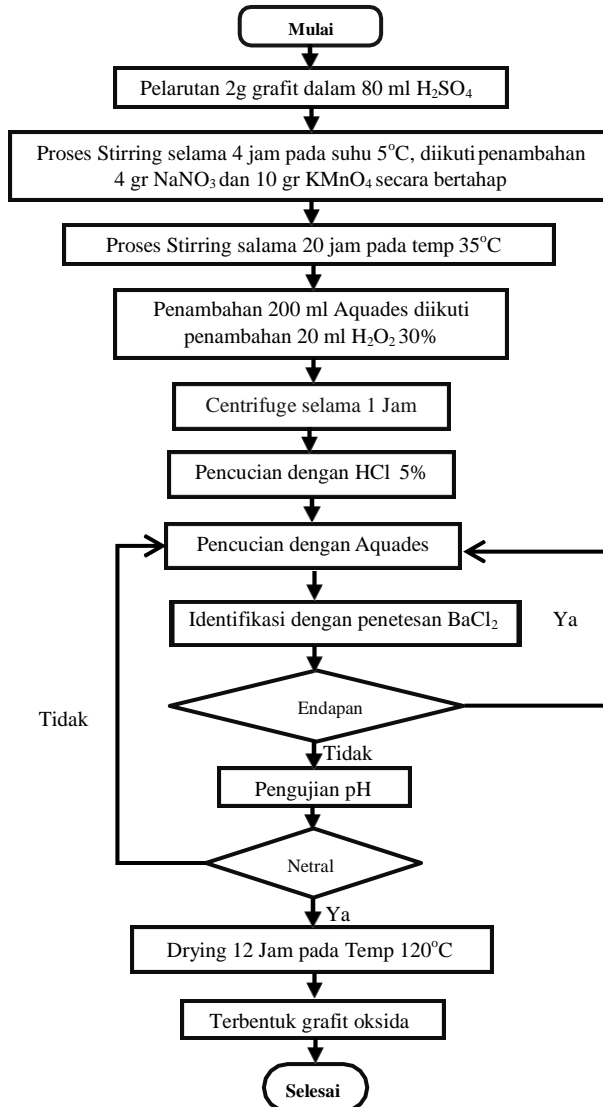 Mulai
Pelarutan 2g grafit dalam 80 ml H₂SO₄
Proses Stirring selama 4 jam pada suhu 5°C, diikuti penambahan
4 gr NaNO₃ dan 10 gr KMnO₄ secara bertahap
Proses Stirring salama 20 jam pada temp 35°C
Penambahan 200 ml Aquades diikuti
penambahan 20 ml H₂O₂ 30%
Centrifuge selama 1 Jam
Pencucian dengan HCl 5%
Pencucian dengan Aquades
Identifikasi dengan penetesan BaCl₂
Ya
Endapan
Tidak
Tidak
Pengujian pH
Netral
Ya
Drying 12 Jam pada Temp 120°C
Terbentuk grafit oksida
Selesai